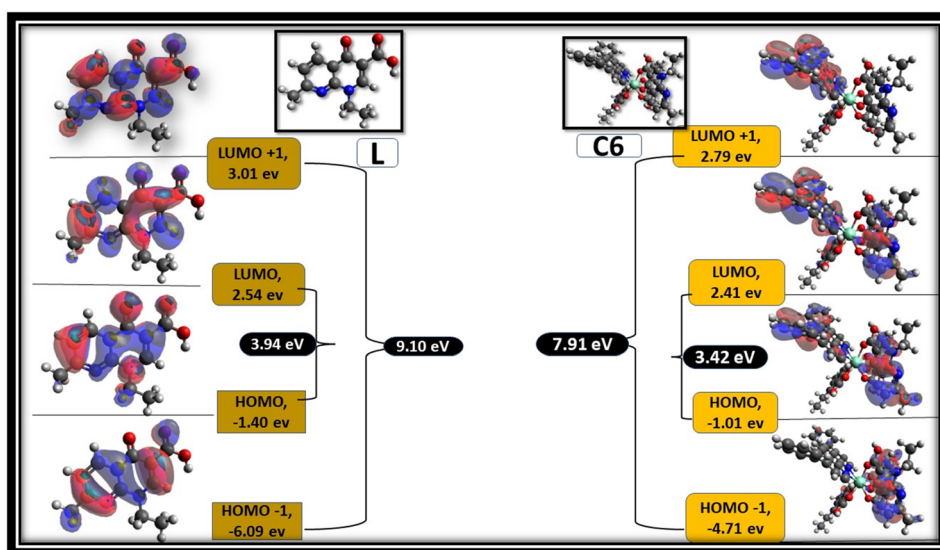 L
C6
LUMO +1,
3.01 ev
LUMO,
2.54 ev
3.94 eV
9.10 eV
HOMO,
-1.40 ev
HOMO -1,
-6.09 ev
LUMO +1,
2.79 ev
LUMO,
2.41 ev
7.91 eV
3.42 eV
HOMO,
-1.01 ev
HOMO -1,
-4.71 ev